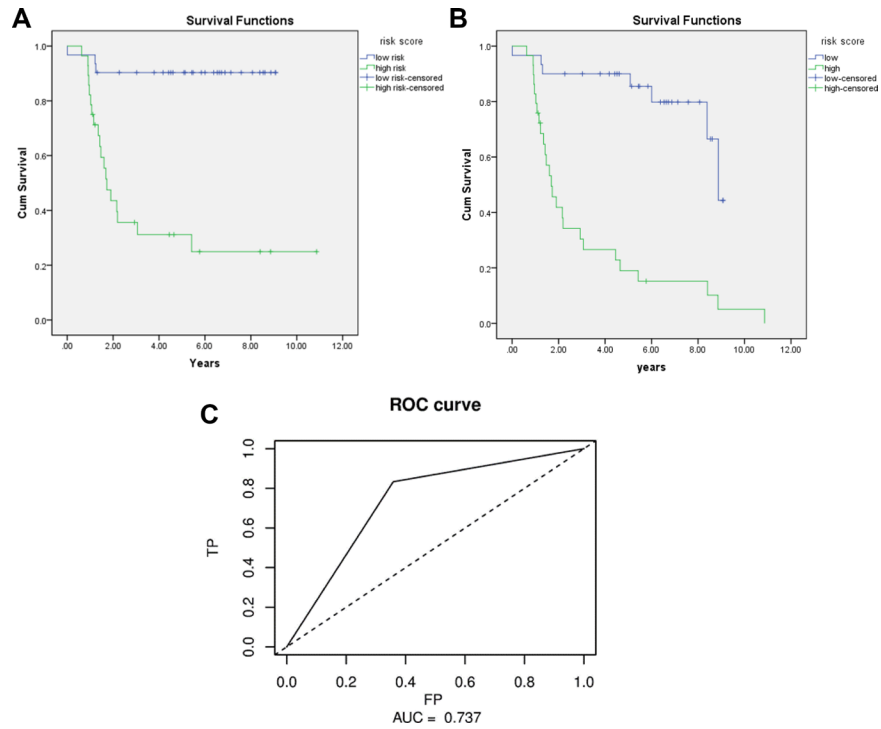 A
Survival Functions
risk score
low risk
high risk
low risk-censored
high risk-censored
Cum Survival
1.0
0.8
0.6
0.4
0.2
0.0
.00 2.00 4.00 6.00 8.00 10.00 12.00
Years
B
Survival Functions
risk score
low
high
low-censored
high-censored
Cum Survival
1.0
0.8
0.6
0.4
0.2
0.0
.00 2.00 4.00 6.00 8.00 10.00 12.00
years
C
ROC curve
TP
1.0
0.8
0.6
0.4
0.2
0.0
0.0 0.2 0.4 0.6 0.8 1.0
FP
AUC = 0.737